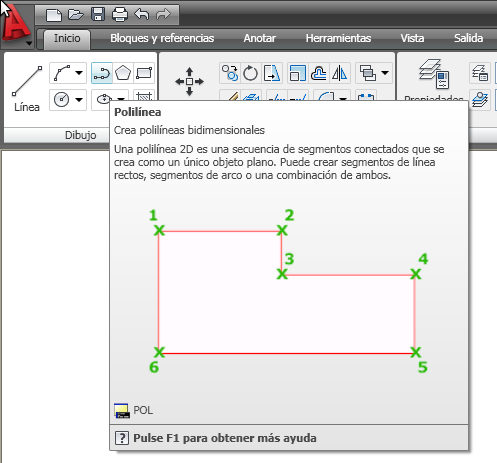 Inicio Bloques y referencias Anotar Herramientas Vista Salida
Línea
Propiedades
Dibujo
Polilínea
Crea polilíneas bidimensionales
Una polilínea 2D es una secuencia de segmentos conectados que se
crea como un único objeto plano. Puede crear segmentos de línea
rectos, segmentos de arco o una combinación de ambos.
1 2
3 4
6 5
POL
Pulse F1 para obtener más ayuda